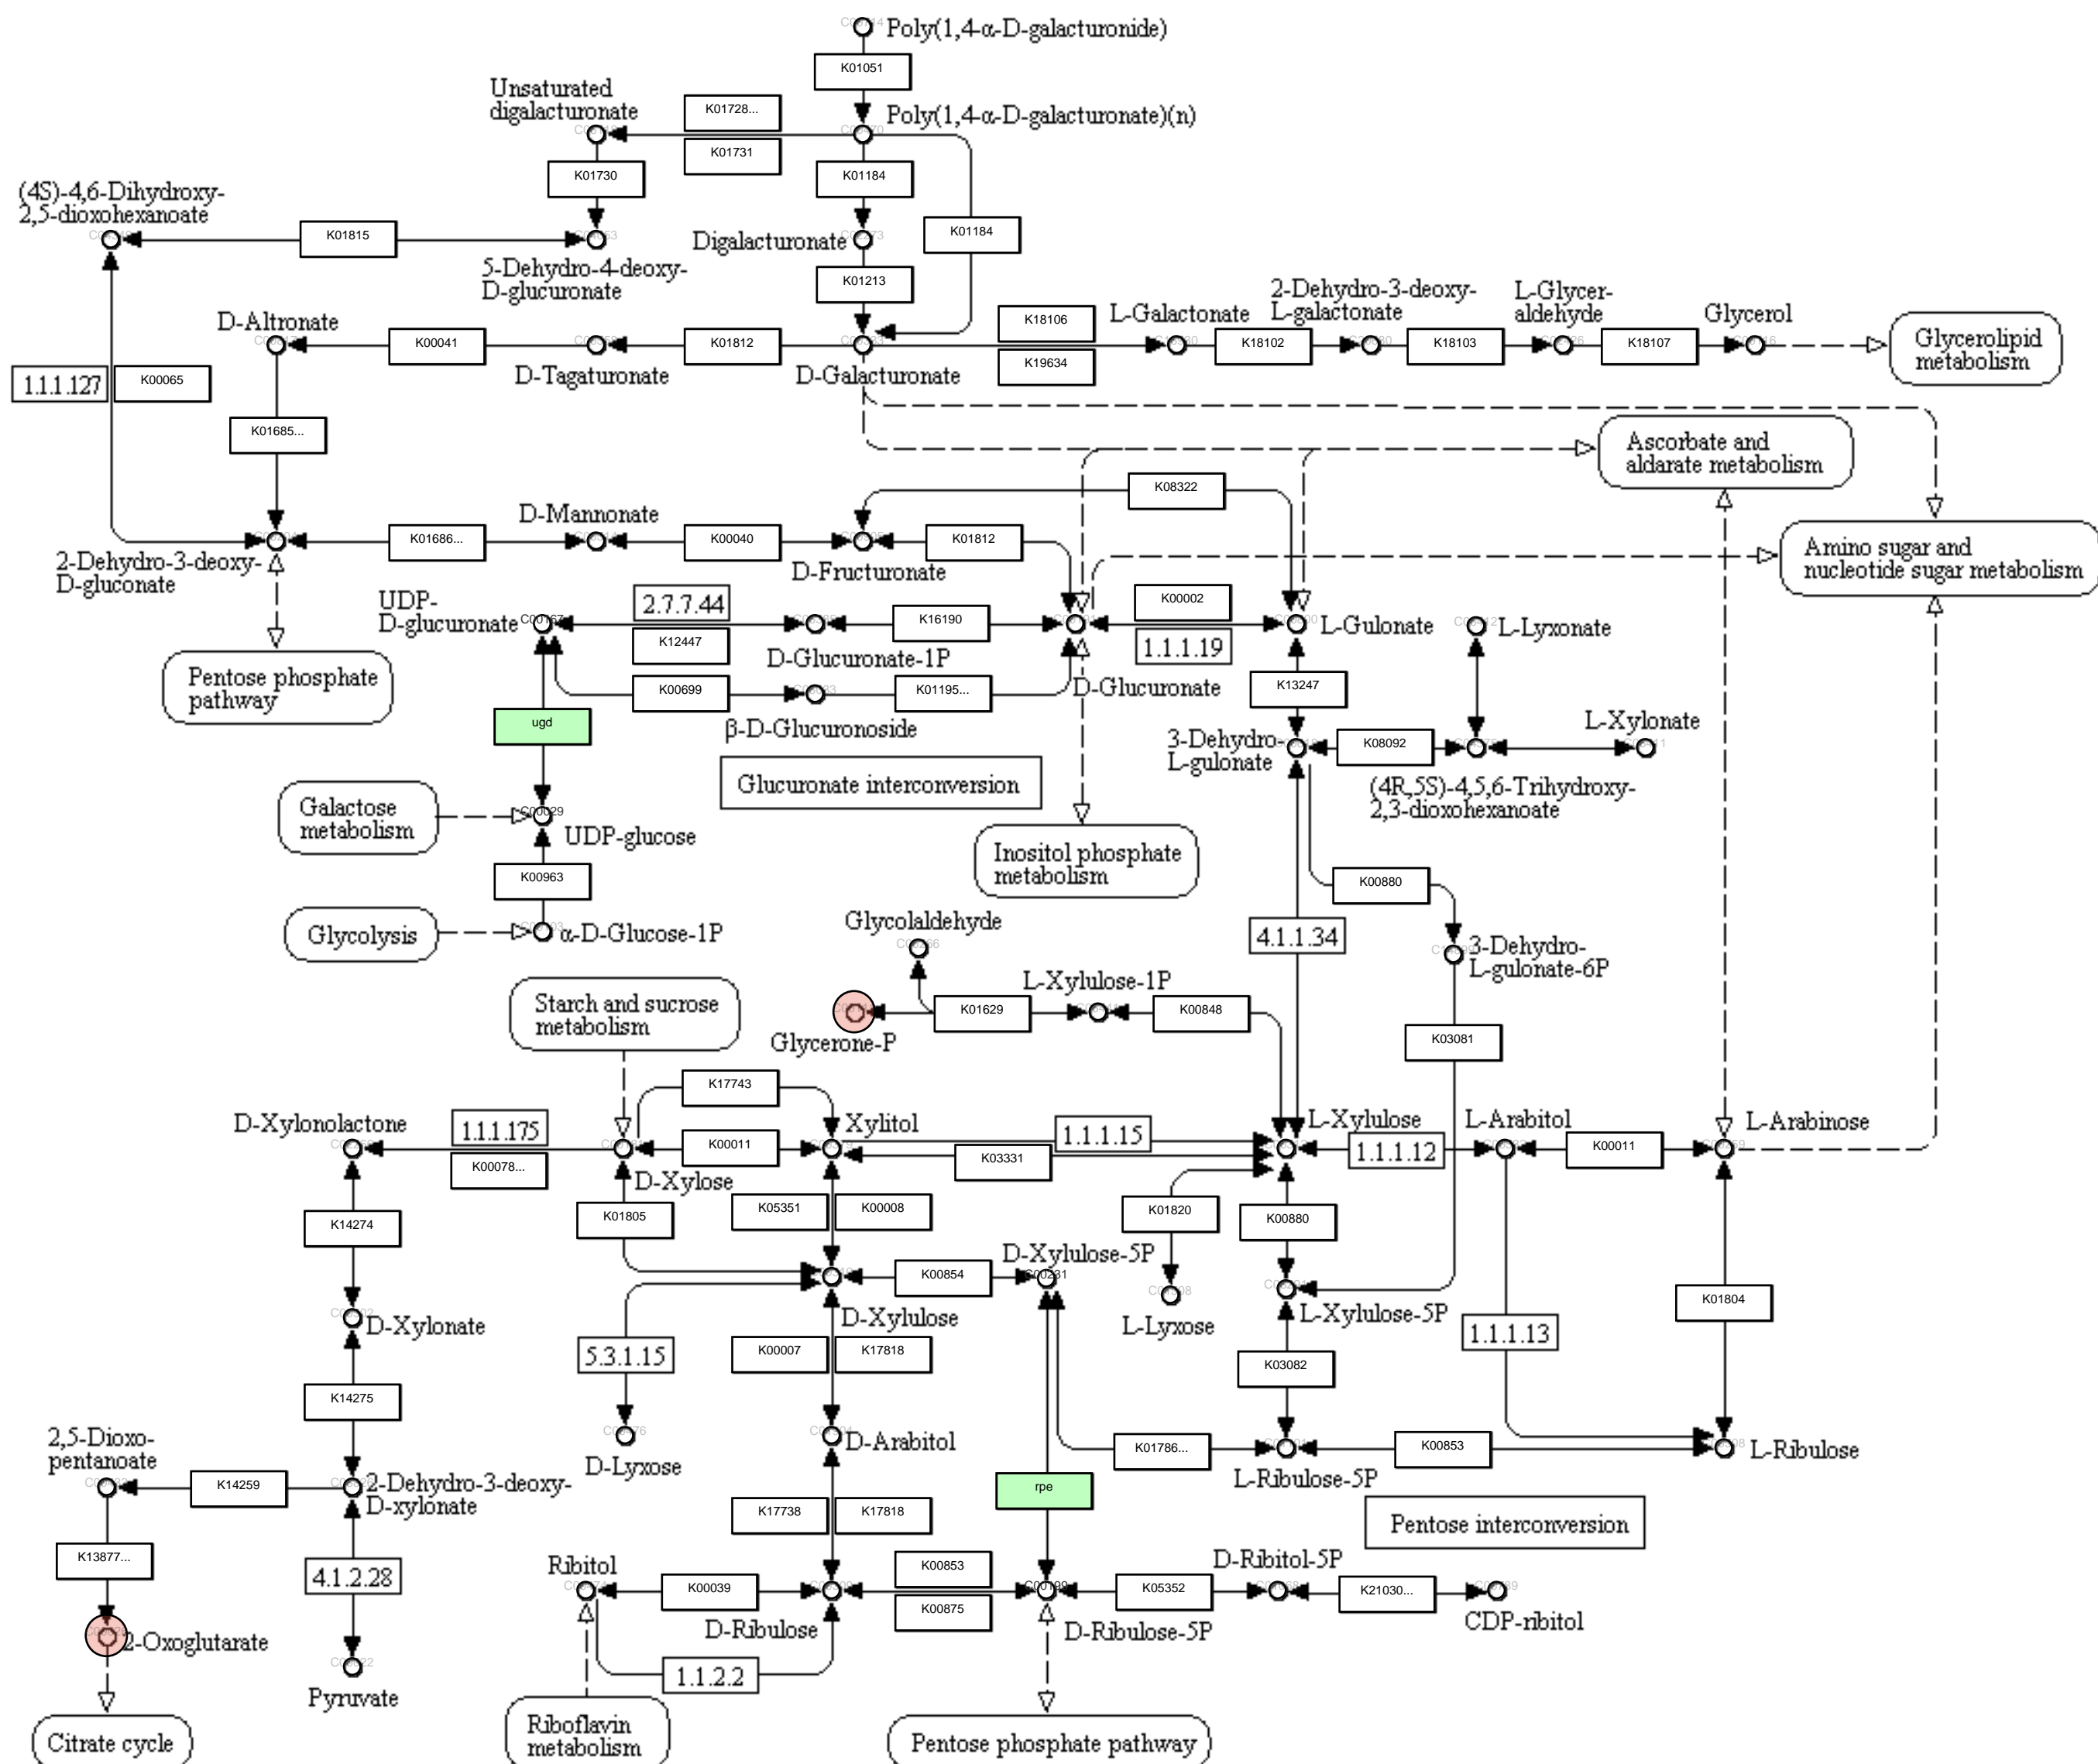 Poly(1,4-α-D-galacturonide)
K01051
Unsaturated
digalacturonate
K01728...
Poly(1,4-α-D-galacturonate)(n)
K01731
K01730
K01184
(4S)-4,6-Dihydroxy-
2,5-dioxohexanoate
K01815
Digalacturonate
K01184
5-Dehydro-4-deoxy-
D-glucuronate
K01213
D-Altronate
K00041
K01812
K18106
L-Galactonate
2-Dehydro-3-deoxy-
L-galactonate
L-Glycer-
aldehyde
Glycerol
K18102
K18103
K18107
Glycerolipid
metabolism
D-Tagaturonate
D-Galacturonate
K19634
1.1.1.127
K00065
K01685...
Ascorbate and
aldarate metabolism
K08322
D-Mannonate
K01686...
K00040
K01812
2-Dehydro-3-deoxy-
D-gluconate
D-Fructuronate
Amino sugar and
nucleotide sugar metabolism
UDP-
D-glucuronate
2.7.7.44
K16190
K00002
L-Gulonate
L-Lyxonate
K12447
1.1.1.19
D-Glucuronate-1P
Pentose phosphate
pathway
K00699
K01195...
D-Glucuronate
K13247
ugd
β-D-Glucuronoside
L-Xylonate
3-Dehydro-
L-gulonate
K08092
Glucuronate interconversion
(4R,5S)-4,5,6-Trihydroxy-
2,3-dioxohexanoate
Galactose
metabolism
UDP-glucose
Inositol phosphate
metabolism
K00963
K00880
Glycolysis
α-D-Glucose-1P
Glycolaldehyde
4.1.1.34
3-Dehydro-
L-gulonate-6P
Starch and sucrose
metabolism
L-Xylulose-1P
K01629
K00848
Glycerone-P
K03081
K17743
D-Xylonolactone
1.1.1.175
Xylitol
1.1.1.15
L-Xylulose
L-Arabitol
L-Arabinose
K00011
1.1.1.12
K00011
K00078...
K03331
D-Xylose
K14274
K01805
K05351
K00008
K01820
K00880
D-Xylulose-5P
K00854
C00231
D-Xylonate
D-Xylulose
L-Lyxose
L-Xylulose-5P
K01804
5.3.1.15
K00007
K17818
1.1.1.13
K03082
K14275
2,5-Dioxo-
pentanoate
D-Arabitol
K01786...
K00853
L-Ribulose
D-Lyxose
K14259
2-Dehydro-3-deoxy-
D-xylonate
rpe
L-Ribulose-5P
K17738
K17818
Pentose interconversion
K13877...
4.1.2.28
Ribitol
K00853
D-Ribitol-5P
K00039
C00199
K05352
K21030...
K00875
D-Ribulose
D-Ribulose-5P
CDP-ribitol
2-Oxoglutarate
1.1.2.2
Pyruvate
Citrate cycle
Riboflavin
metabolism
Pentose phosphate pathway